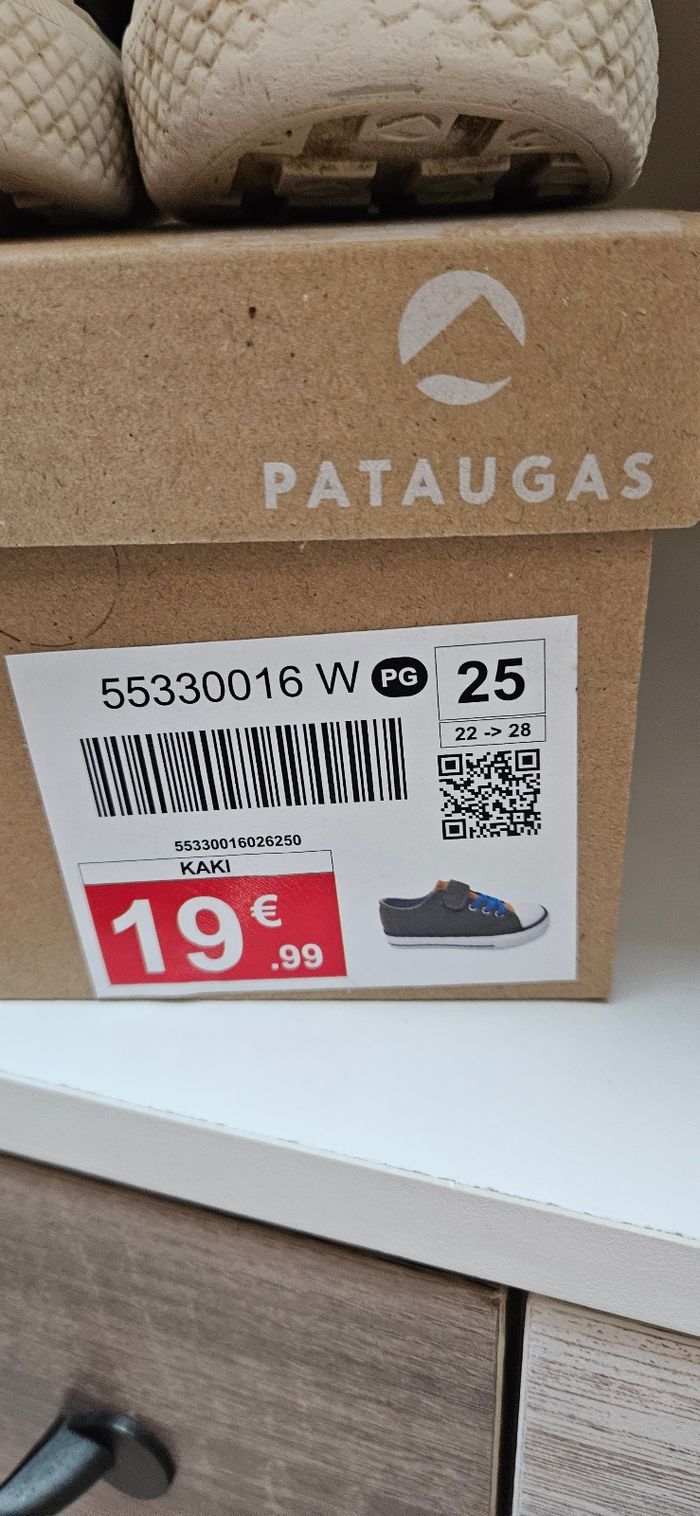 PATAUGAS
55330016 W PG
25
22 -> 28
55330016026250
KAKI
19€.99